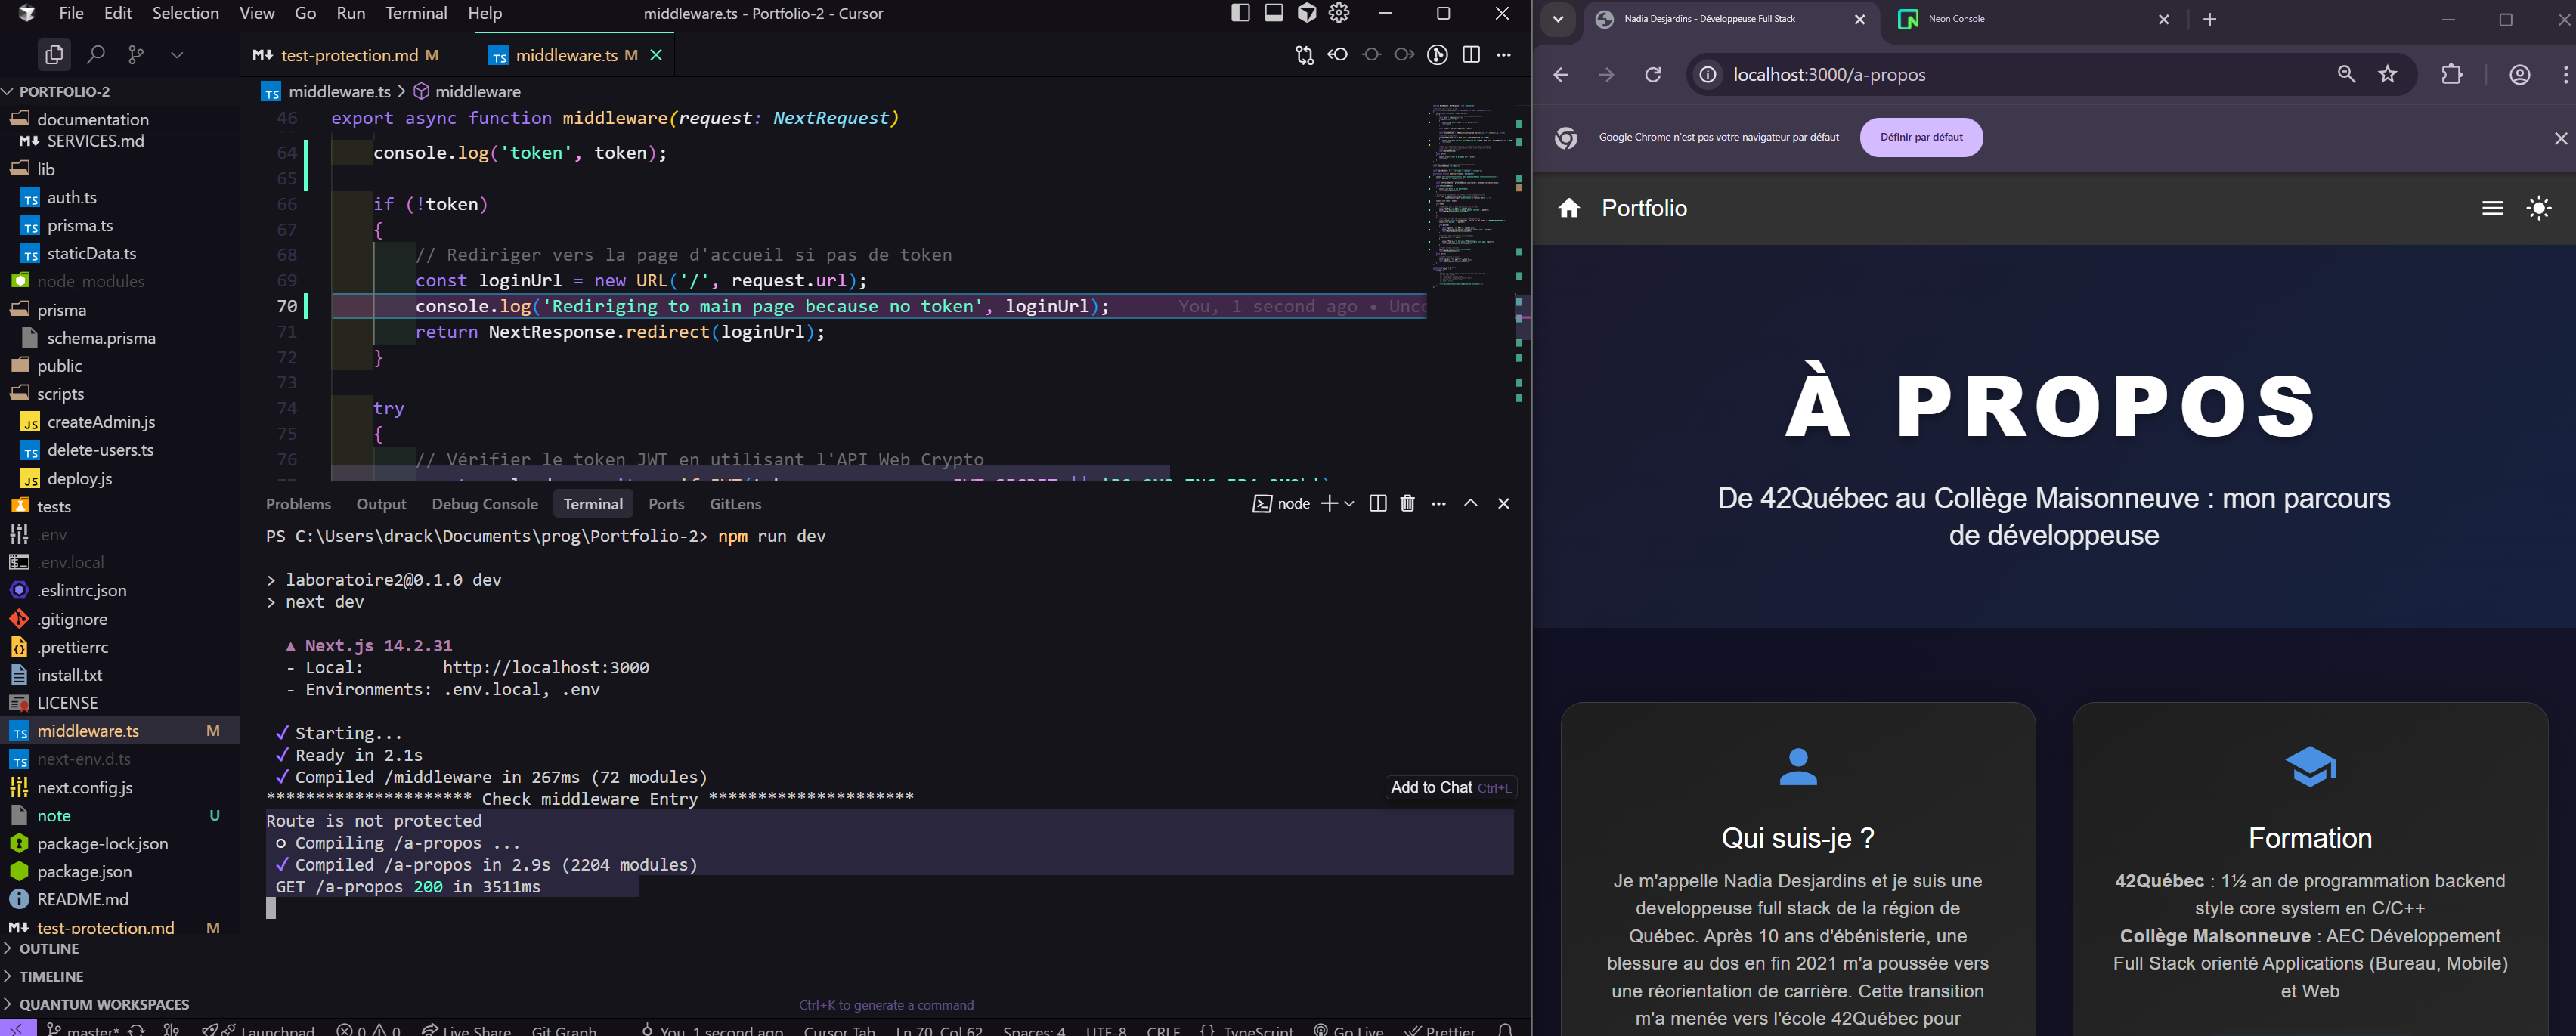 File Edit Selection View Go Run Terminal Help
middleware.ts - Portfolio-2 - Cursor
test-protection.md M
middleware.ts M
PORTFOLIO-2
documentation
SERVICES.md
lib
auth.ts
prisma.ts
staticData.ts
node_modules
prisma
schema.prisma
public
scripts
createAdmin.js
delete-users.ts
deploy.js
tests
.env
.env.local
.eslintrc.json
.gitignore
.prettierrc
install.txt
LICENSE
middleware.ts M
next-env.d.ts
next.config.js
note U
package-lock.json
package.json
README.md
test-protection.md M
OUTLINE
TIMELINE
QUANTUM WORKSPACES
middleware.ts > middleware
46 export async function middleware(request: NextRequest)
64 console.log('token', token);
65
66 if (!token)
67 {
68 // Rediriger vers la page d'accueil si pas de token
69 const loginUrl = new URL('/', request.url);
70 console.log('Rediriging to main page because no token', loginUrl); You, 1 second ago • Unco
71 return NextResponse.redirect(loginUrl);
72 }
73
74 try
75 {
76 // Vérifier le token JWT en utilisant l'API Web Crypto
Problems Output Debug Console Terminal Ports GitLens
node
PS C:\Users\drack\Documents\prog\Portfolio-2> npm run dev
> laboratoire2@0.1.0 dev
> next dev
▲ Next.js 14.2.31
- Local: http://localhost:3000
- Environments: .env.local, .env
✓ Starting...
✓ Ready in 2.1s
✓ Compiled /middleware in 267ms (72 modules)
********************* Check middleware Entry *********************
Add to Chat Ctrl+L
Route is not protected
○ Compiling /a-propos ...
✓ Compiled /a-propos in 2.9s (2204 modules)
GET /a-propos 200 in 3511ms
Ctrl+K to generate a command
master* Launchpad 0 0 Live Share Git Graph You, 1 second ago Cursor Tab Ln 70, Col 62 Spaces: 4 UTF-8 CRLF {} TypeScript Go Live Prettier
Nadia Desjardins - Développeuse Full Stack
Neon Console
localhost:3000/a-propos
Google Chrome n'est pas votre navigateur par défaut
Définir par défaut
Portfolio
À PROPOS
De 42Québec au Collège Maisonneuve : mon parcours
de développeuse
Qui suis-je ?
Je m'appelle Nadia Desjardins et je suis une
developpeuse full stack de la région de
Québec. Après 10 ans d'ébénisterie, une
blessure au dos en fin 2021 m'a poussée vers
une réorientation de carrière. Cette transition
m'a menée vers l'école 42Québec pour
Formation
42Québec : 1½ an de programmation backend
style core system en C/C++
Collège Maisonneuve : AEC Développement
Full Stack orienté Applications (Bureau, Mobile)
et Web